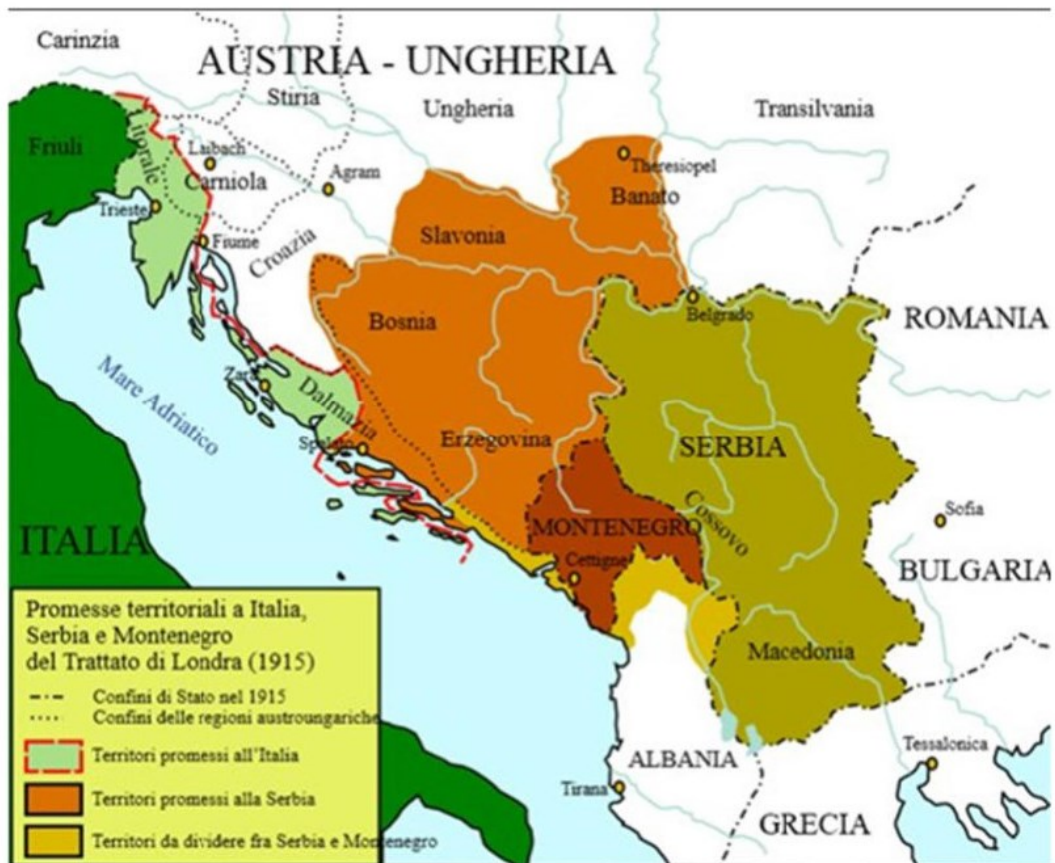 Carinzia
AUSTRIA - UNGHERIA
Stiria
Ungheria
Transilvania
Friuli
Litorale
Laibach
Carniola
Agram
Theresiopel
Banato
Trieste
Fiume
Croazia
Slavonia
Bosnia
Belgrado
ROMANIA
Mare Adriatico
Zara
Dalmazia
Spalato
Erzegovina
SERBIA
Cossovo
MONTENEGRO
Cettigne
Sofia
BULGARIA
ITALIA
Macedonia
ALBANIA
Tirana
Tessalonica
GRECIA
Promesse territoriali a Italia,
Serbia e Montenegro
del Trattato di Londra (1915)
Confini di Stato nel 1915
Confini delle regioni austroungariche
Territori promessi all'Italia
Territori promessi alla Serbia
Territori da dividere fra Serbia e Montenegro